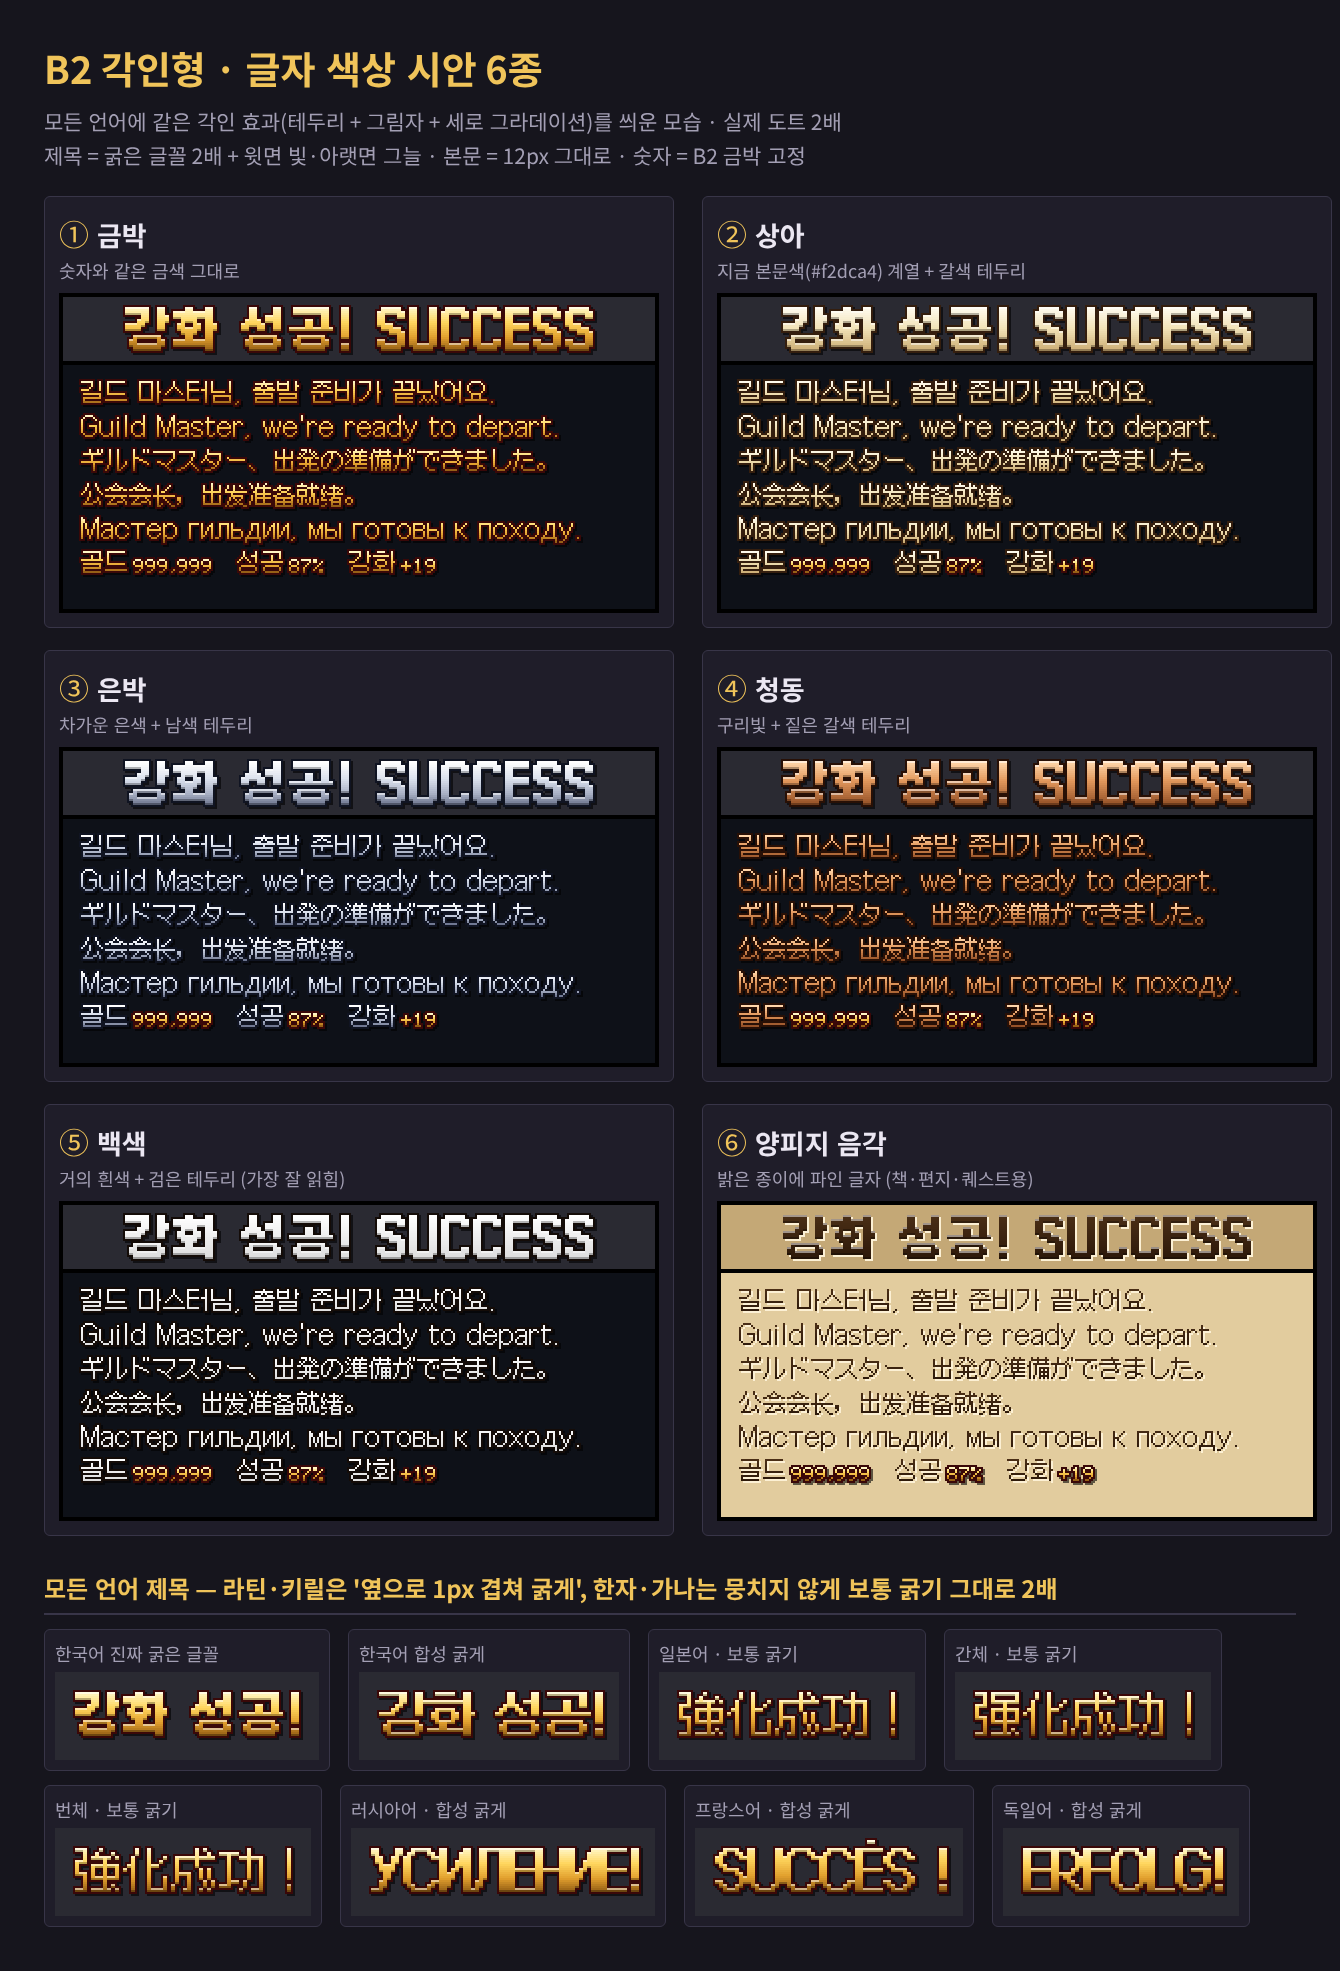 B2 각인형 · 글자 색상 시안 6종
모든 언어에 같은 각인 효과(테두리 + 그림자 + 세로 그라데이션)를 씌운 모습 · 실제 도트 2배
제목 = 굵은 글꼴 2배 + 윗면 빛·아랫면 그늘 · 본문 = 12px 그대로 · 숫자 = B2 금박 고정
① 금박
숫자와 같은 금색 그대로
강화 성공! SUCCESS
길드 마스터님, 출발 준비가 끝났어요.
Guild Master, we're ready to depart.
ギルドマスター、出発の準備ができました。
公会会长，出发准备就绪。
Мастер гильдии, мы готовы к походу.
골드 999,999 성공 87% 강화 +19
② 상아
지금 본문색(#f2dca4) 계열 + 갈색 테두리
강화 성공! SUCCESS
길드 마스터님, 출발 준비가 끝났어요.
Guild Master, we're ready to depart.
ギルドマスター、出発の準備ができました。
公会会长，出发准备就绪。
Мастер гильдии, мы готовы к походу.
골드 999,999 성공 87% 강화 +19
③ 은박
차가운 은색 + 남색 테두리
강화 성공! SUCCESS
길드 마스터님, 출발 준비가 끝났어요.
Guild Master, we're ready to depart.
ギルドマスター、出発の準備ができました。
公会会长，出发准备就绪。
Мастер гильдии, мы готовы к походу.
골드 999,999 성공 87% 강화 +19
④ 청동
구리빛 + 짙은 갈색 테두리
강화 성공! SUCCESS
길드 마스터님, 출발 준비가 끝났어요.
Guild Master, we're ready to depart.
ギルドマスター、出発の準備ができました。
公会会长，出发准备就绪。
Мастер гильдии, мы готовы к походу.
골드 999,999 성공 87% 강화 +19
⑤ 백색
거의 흰색 + 검은 테두리 (가장 잘 읽힘)
강화 성공! SUCCESS
길드 마스터님, 출발 준비가 끝났어요.
Guild Master, we're ready to depart.
ギルドマスター、出発の準備ができました。
公会会长，出发准备就绪。
Мастер гильдии, мы готовы к походу.
골드 999,999 성공 87% 강화 +19
⑥ 양피지 음각
밝은 종이에 파인 글자 (책·편지·퀘스트용)
강화 성공! SUCCESS
길드 마스터님, 출발 준비가 끝났어요.
Guild Master, we're ready to depart.
ギルドマスター、出発の準備ができました。
公会会长，出发准备就绪。
Мастер гильдии, мы готовы к походу.
골드 999,999 성공 87% 강화 +19
모든 언어 제목 — 라틴·키릴은 '옆으로 1px 겹쳐 굵게', 한자·가나는 뭉치지 않게 보통 굵기 그대로 2배
한국어 진짜 굵은 글꼴
강화 성공!
한국어 합성 굵게
강화 성공!
일본어 · 보통 굵기
強化成功！
간체 · 보통 굵기
强化成功！
번체 · 보통 굵기
強化成功！
러시아어 · 합성 굵게
УСИЛЕНИЕ!
프랑스어 · 합성 굵게
SUCCÈS !
독일어 · 합성 굵게
ERFOLG!